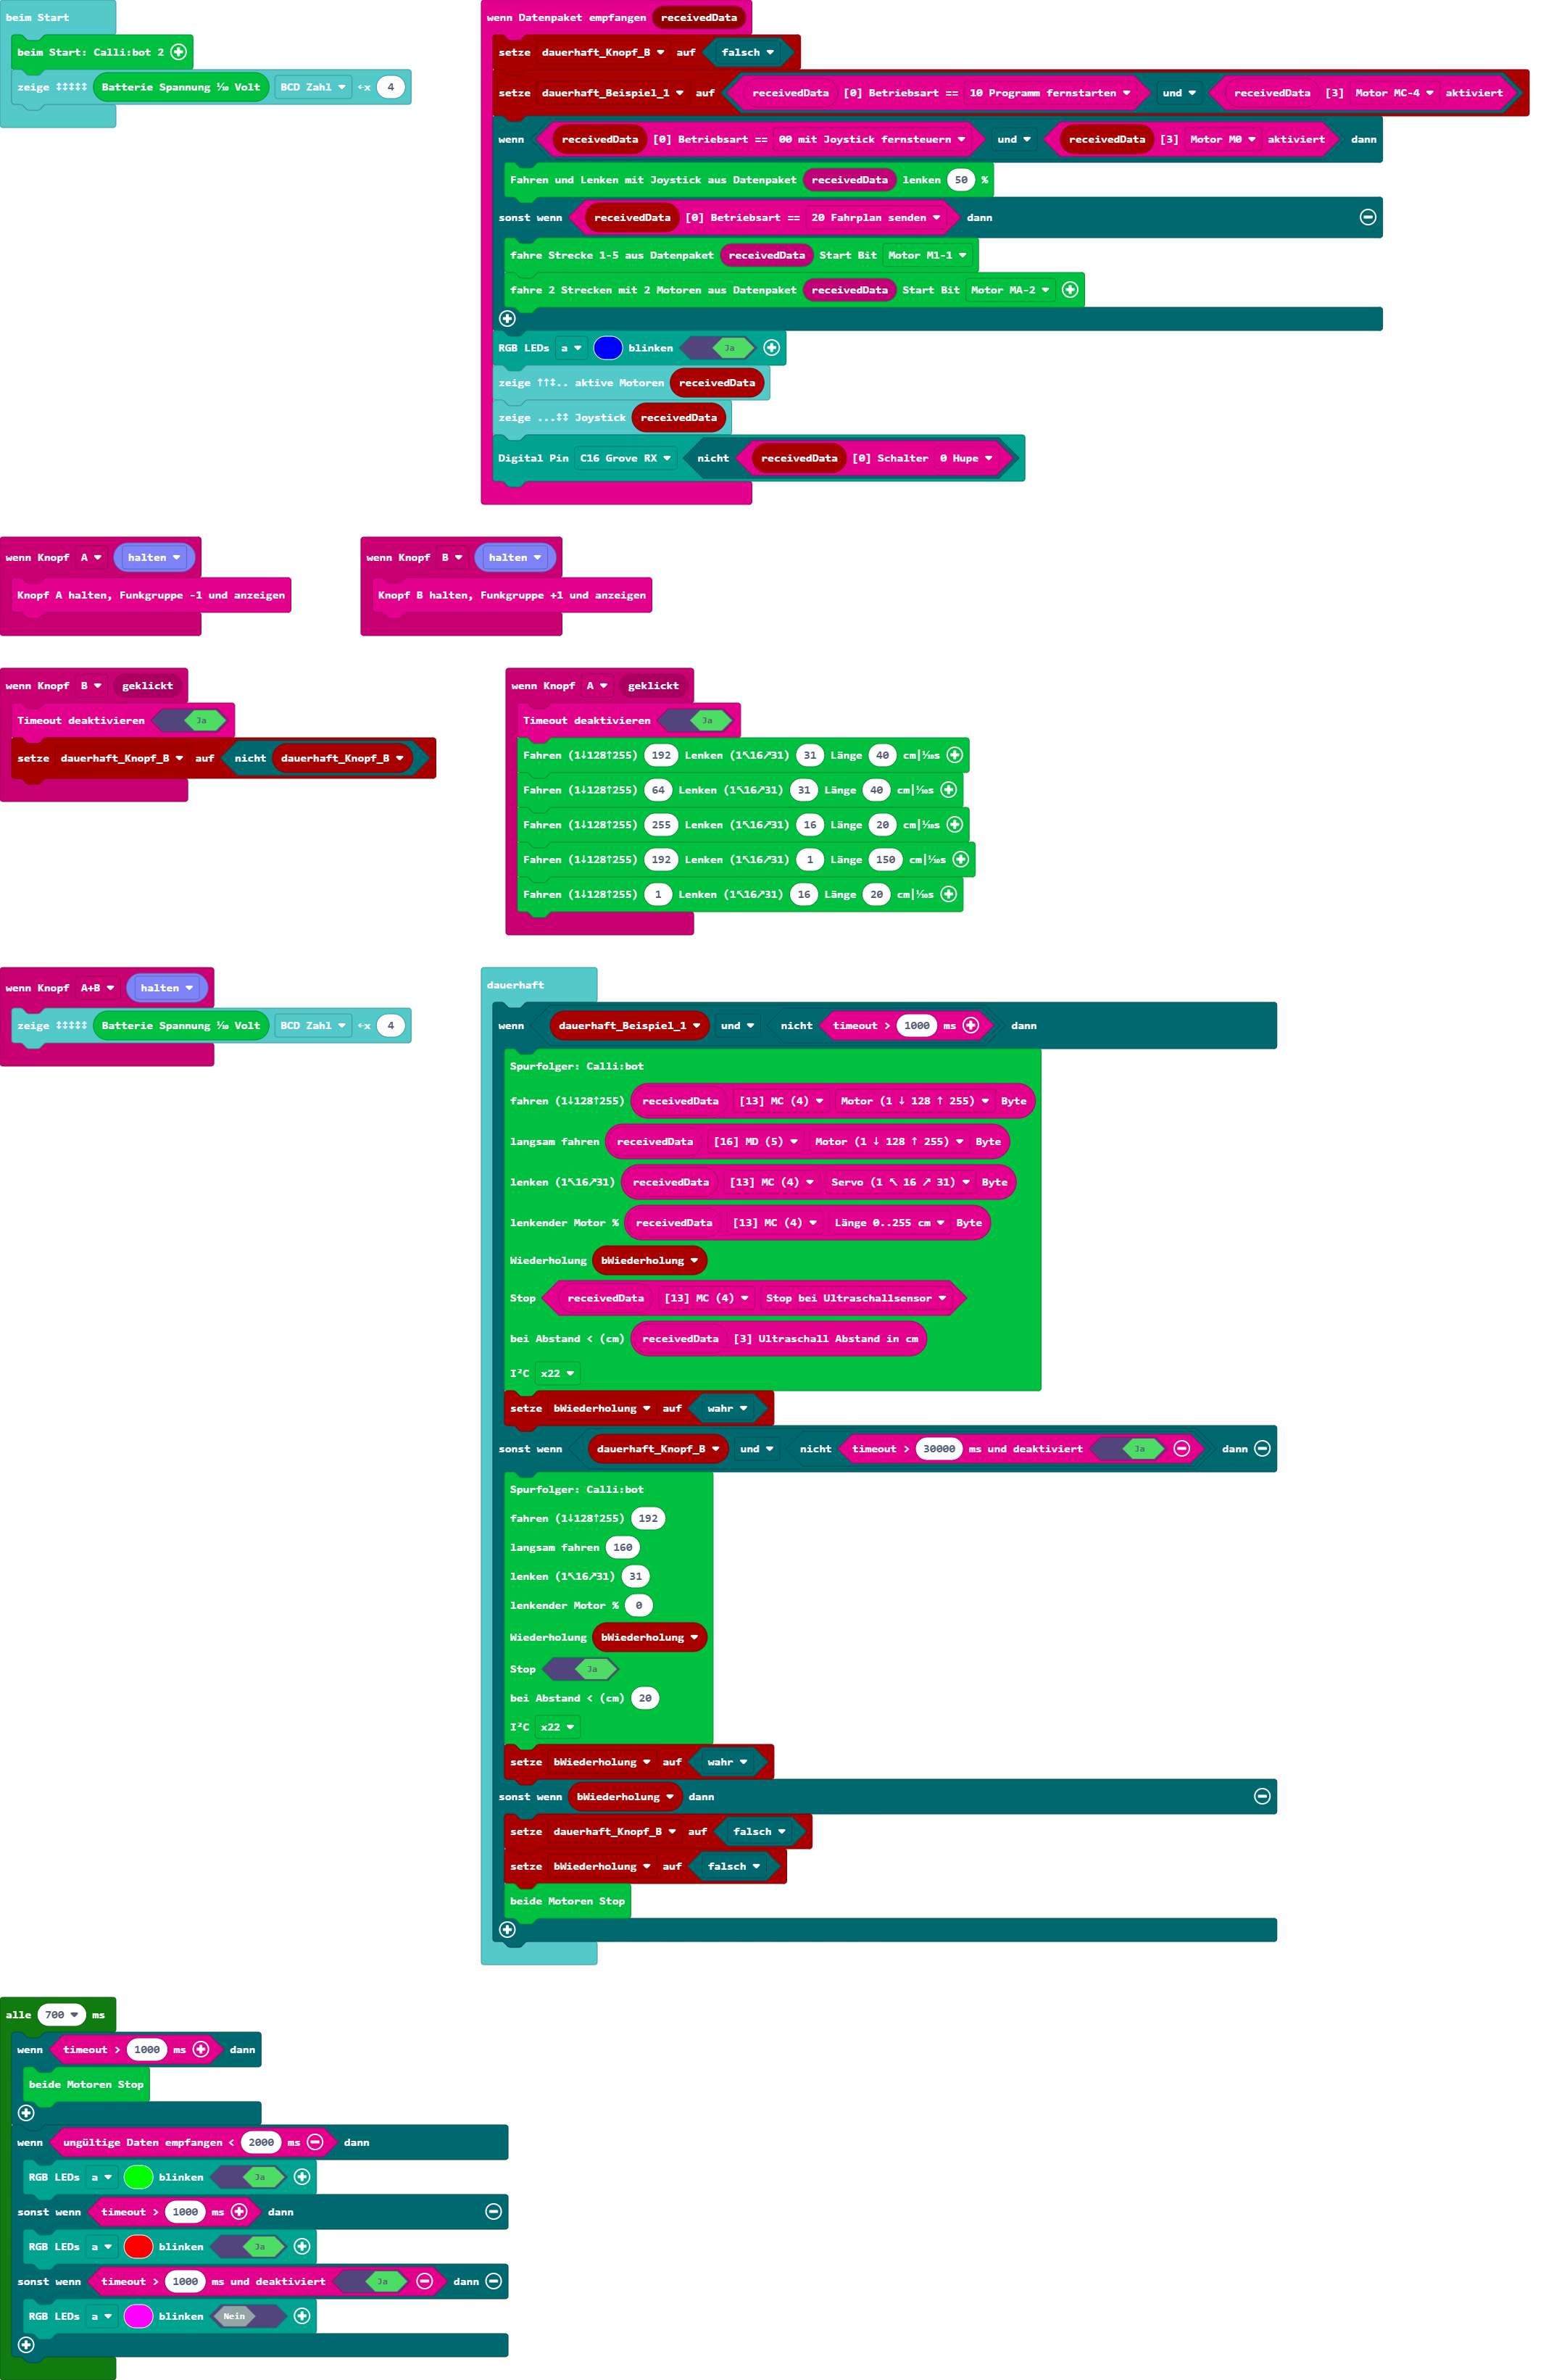 beim Start
beim Start: Calli:bot 2
zeige ↕↕↕↕↕ Batterie Spannung ⅒ Volt BCD Zahl ←x 4
wenn Datenpaket empfangen receivedData
setze dauerhaft_Knopf_B auf falsch
setze dauerhaft_Beispiel_1 auf receivedData [0] Betriebsart == 10 Programm fernstarten und receivedData [3] Motor MC-4 aktiviert
wenn receivedData [0] Betriebsart == 00 mit Joystick fernsteuern und receivedData [3] Motor M0 aktiviert dann
Fahren und Lenken mit Joystick aus Datenpaket receivedData lenken 50 %
sonst wenn receivedData [0] Betriebsart == 20 Fahrplan senden dann
fahre Strecke 1-5 aus Datenpaket receivedData Start Bit Motor M1-1
fahre 2 Strecken mit 2 Motoren aus Datenpaket receivedData Start Bit Motor MA-2
RGB LEDs a blinken Ja
zeige ↑↑↕.. aktive Motoren receivedData
zeige ...↕↕ Joystick receivedData
Digital Pin C16 Grove RX nicht receivedData [0] Schalter 0 Hupe
wenn Knopf A halten
Knopf A halten, Funkgruppe -1 und anzeigen
wenn Knopf B halten
Knopf B halten, Funkgruppe +1 und anzeigen
wenn Knopf B geklickt
Timeout deaktivieren Ja
setze dauerhaft_Knopf_B auf nicht dauerhaft_Knopf_B
wenn Knopf A geklickt
Timeout deaktivieren Ja
Fahren (1↓128↑255) 192 Lenken (1↖16↗31) 31 Länge 40 cm|⅒s
Fahren (1↓128↑255) 64 Lenken (1↖16↗31) 31 Länge 40 cm|⅒s
Fahren (1↓128↑255) 255 Lenken (1↖16↗31) 16 Länge 20 cm|⅒s
Fahren (1↓128↑255) 192 Lenken (1↖16↗31) 1 Länge 150 cm|⅒s
Fahren (1↓128↑255) 1 Lenken (1↖16↗31) 16 Länge 20 cm|⅒s
wenn Knopf A+B halten
zeige ↕↕↕↕↕ Batterie Spannung ⅒ Volt BCD Zahl ←x 4
dauerhaft
wenn dauerhaft_Beispiel_1 und nicht timeout > 1000 ms dann
Spurfolger: Calli:bot
fahren (1↓128↑255) receivedData [13] MC (4) Motor (1 ↓ 128 ↑ 255) Byte
langsam fahren receivedData [16] MD (5) Motor (1 ↓ 128 ↑ 255) Byte
lenken (1↖16↗31) receivedData [13] MC (4) Servo (1 ↖ 16 ↗ 31) Byte
lenkender Motor % receivedData [13] MC (4) Länge 0..255 cm Byte
Wiederholung bWiederholung
Stop receivedData [13] MC (4) Stop bei Ultraschallsensor
bei Abstand < (cm) receivedData [3] Ultraschall Abstand in cm
I²C x22
setze bWiederholung auf wahr
sonst wenn dauerhaft_Knopf_B und nicht timeout > 30000 ms und deaktiviert Ja dann
Spurfolger: Calli:bot
fahren (1↓128↑255) 192
langsam fahren 160
lenken (1↖16↗31) 31
lenkender Motor % 0
Wiederholung bWiederholung
Stop Ja
bei Abstand < (cm) 20
I²C x22
setze bWiederholung auf wahr
sonst wenn bWiederholung dann
setze dauerhaft_Knopf_B auf falsch
setze bWiederholung auf falsch
beide Motoren Stop
alle 700 ms
wenn timeout > 1000 ms dann
beide Motoren Stop
wenn ungültige Daten empfangen < 2000 ms dann
RGB LEDs a blinken Ja
sonst wenn timeout > 1000 ms dann
RGB LEDs a blinken Ja
sonst wenn timeout > 1000 ms und deaktiviert Ja dann
RGB LEDs a blinken Nein